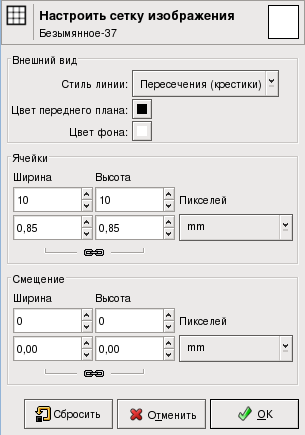 Настроить сетку изображения
Безымянное-37
Внешний вид
Стиль линии: Пересечения (крестики)
Цвет переднего плана:
Цвет фона:
Ячейки
Ширина Высота
10 10 Пикселей
0,85 0,85 mm
Смещение
Ширина Высота
0 0 Пикселей
0,00 0,00 mm
Сбросить Отменить OK